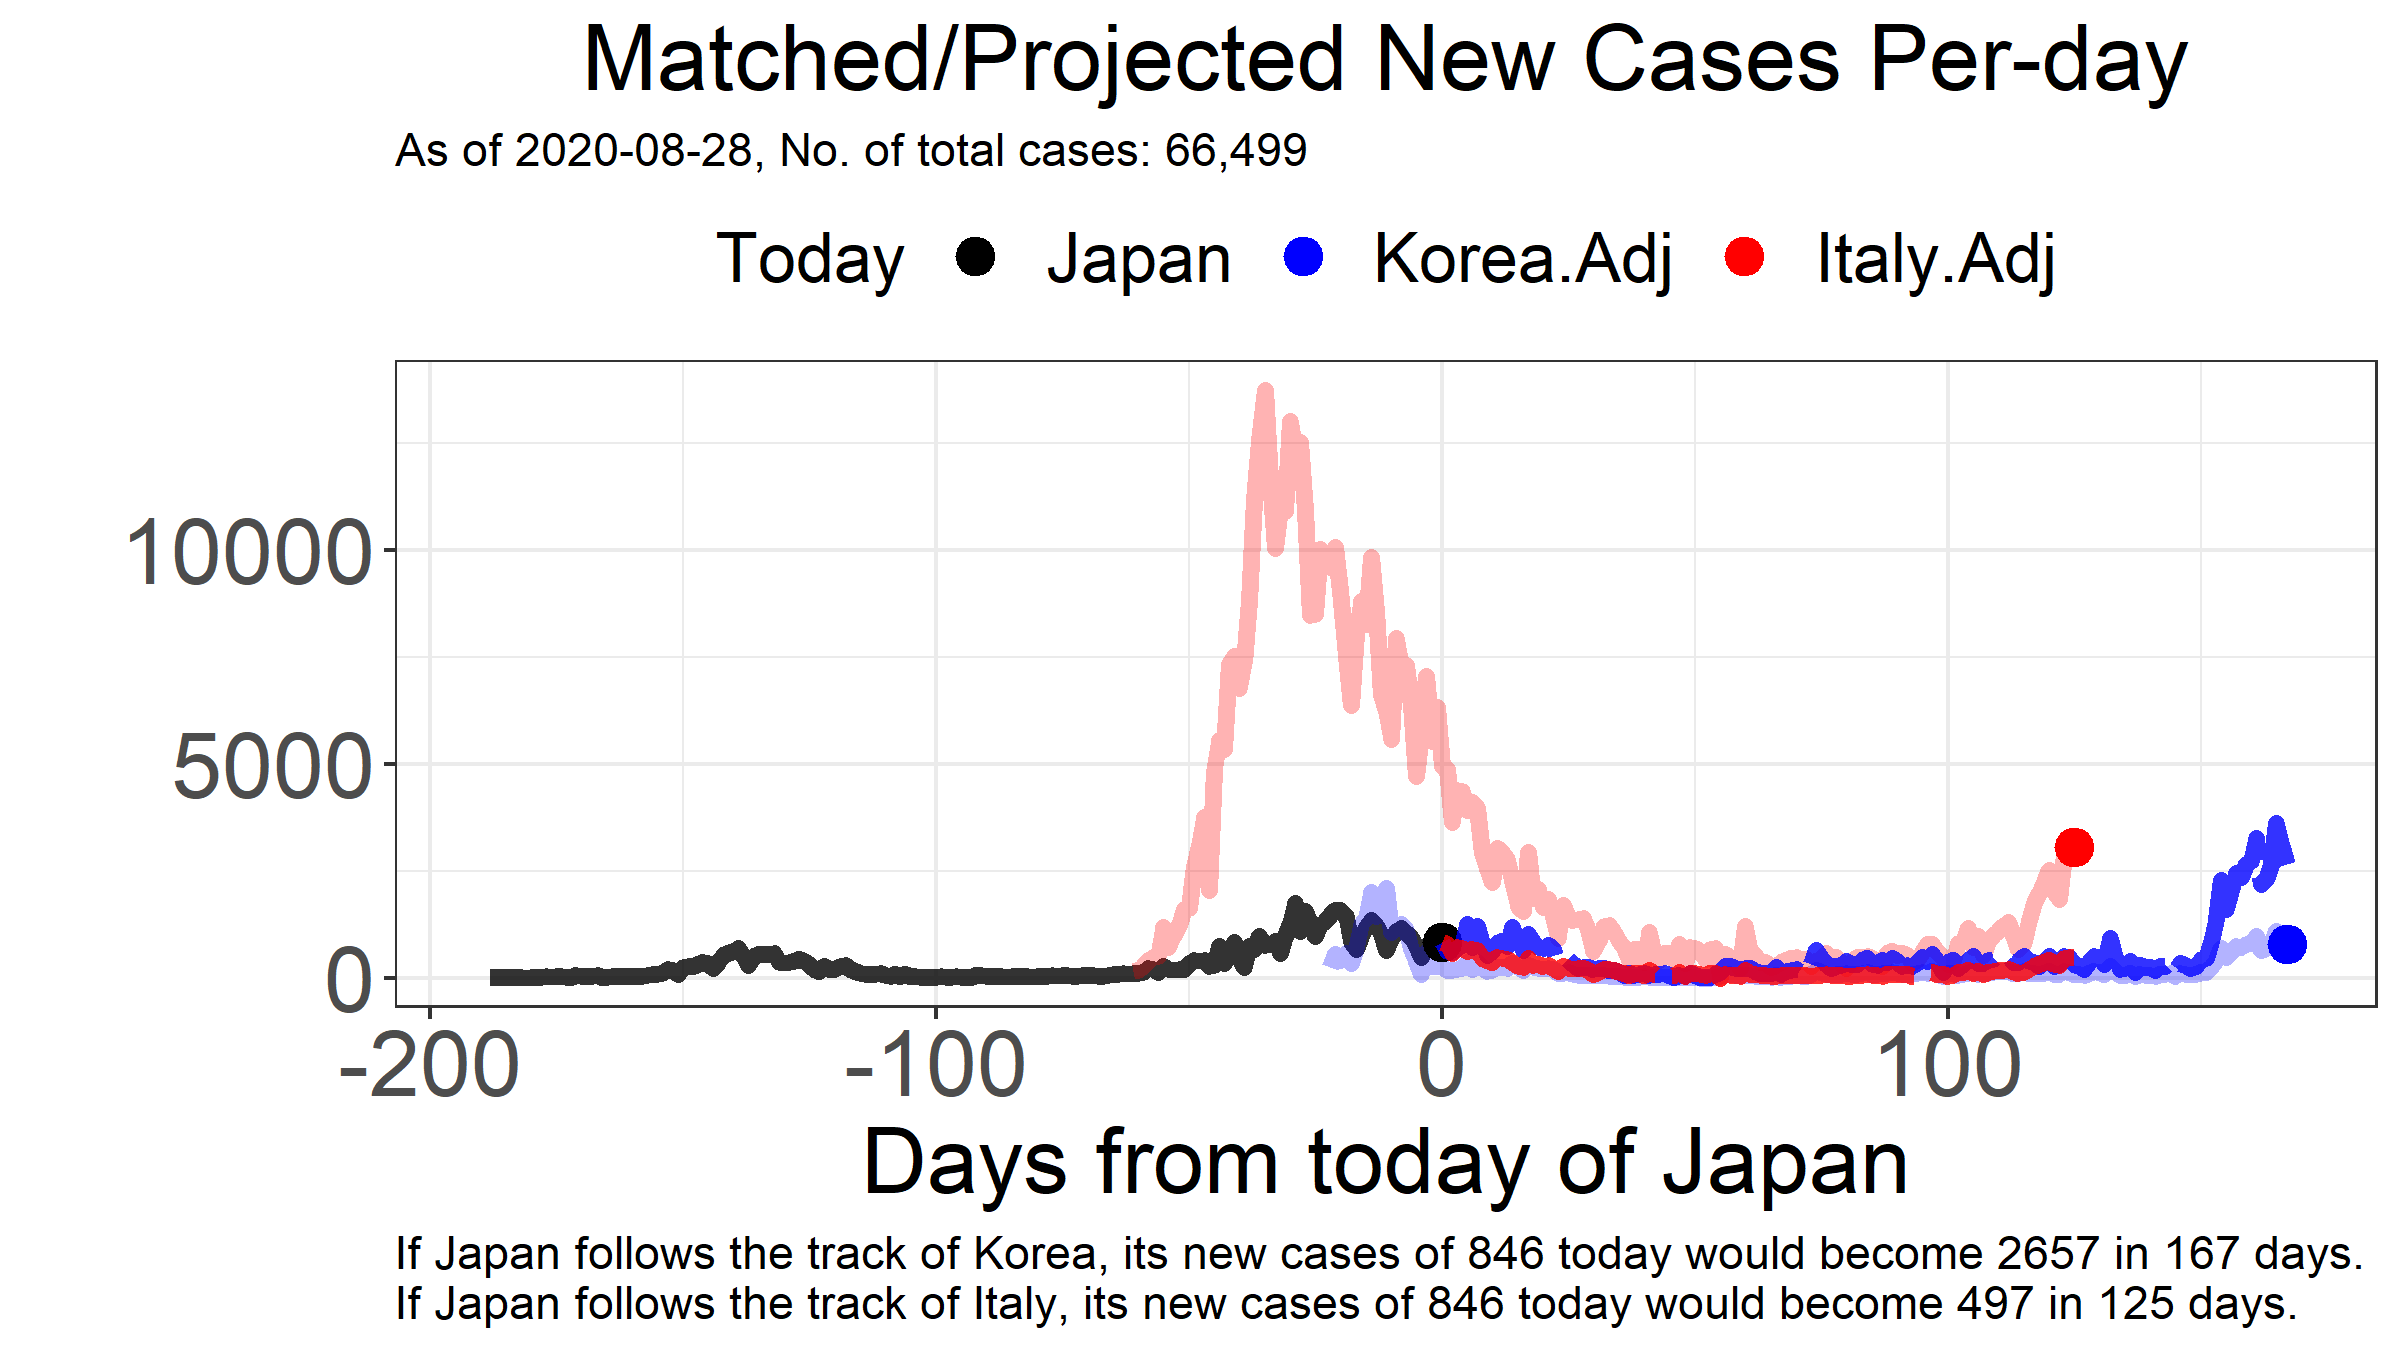 Matched/Projected New Cases Per-day
As of 2020-08-28, No. of total cases: 66,499
Today Japan Korea.Adj Italy.Adj
10000
5000
0
-200 -100 0 100
Days from today of Japan
If Japan follows the track of Korea, its new cases of 846 today would become 2657 in 167 days.
If Japan follows the track of Italy, its new cases of 846 today would become 497 in 125 days.